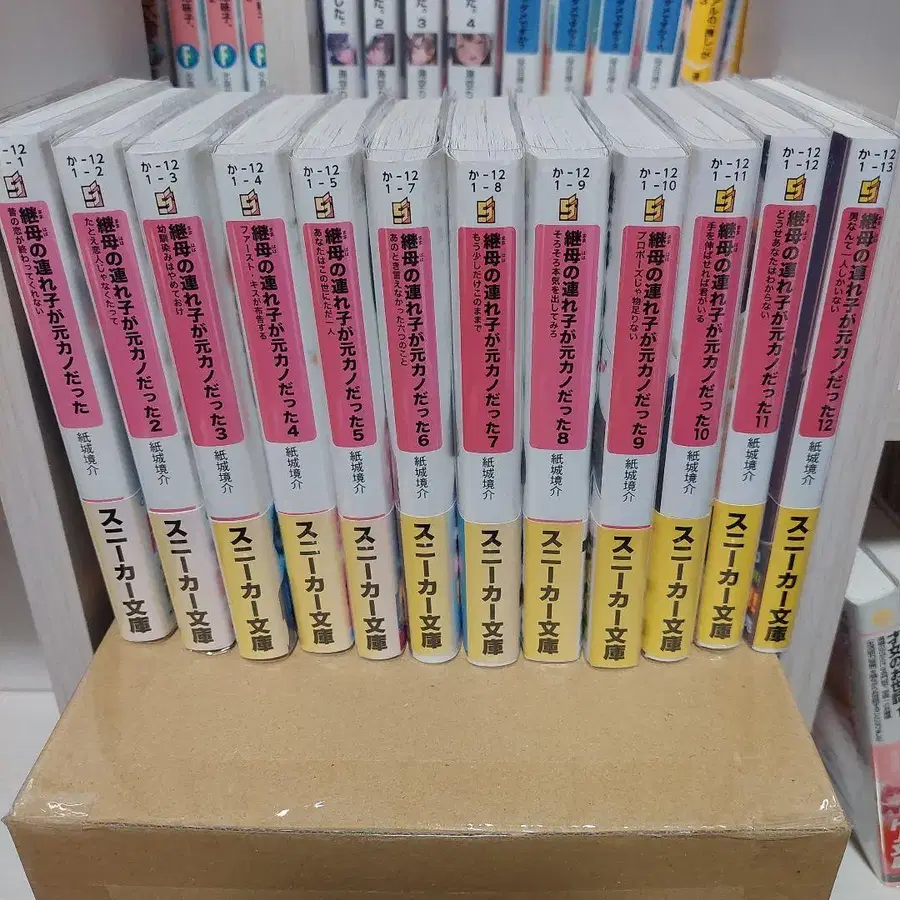 した。
2
3
4
か-12
1-1
継母の連れ子が元カノだった
昔の恋が終わってくれない
紙城境介
スニーカー文庫
か-12
1-2
継母の連れ子が元カノだった2
たとえ恋人じゃなくたって
紙城境介
スニーカー文庫
か-12
1-3
継母の連れ子が元カノだった3
幼馴染みはやめておけ
紙城境介
スニーカー文庫
か-12
1-4
継母の連れ子が元カノだった4
ファースト・キスが布告する
紙城境介
スニーカー文庫
か-12
1-5
継母の連れ子が元カノだった5
あなたはこの世にただ一人
紙城境介
スニーカー文庫
か-12
1-7
継母の連れ子が元カノだった6
あのとき言えなかった六つのこと
紙城境介
スニーカー文庫
か-12
1-8
継母の連れ子が元カノだった7
もう少しだけこのままで
紙城境介
スニーカー文庫
か-12
1-9
継母の連れ子が元カノだった8
そろそろ本気を出してみろ
紙城境介
スニーカー文庫
か-12
1-10
継母の連れ子が元カノだった9
プロポーズじゃ物足りない
紙城境介
スニーカー文庫
か-12
1-11
継母の連れ子が元カノだった10
手を伸ばせれば君がいる
紙城境介
スニーカー文庫
か-12
1-12
継母の連れ子が元カノだった11
どうせあなたはわからない
紙城境介
スニーカー文庫
か-12
1-13
継母の連れ子が元カノだった12
男なんて一人しかいない
紙城境介
スニーカー文庫
才女のお世話